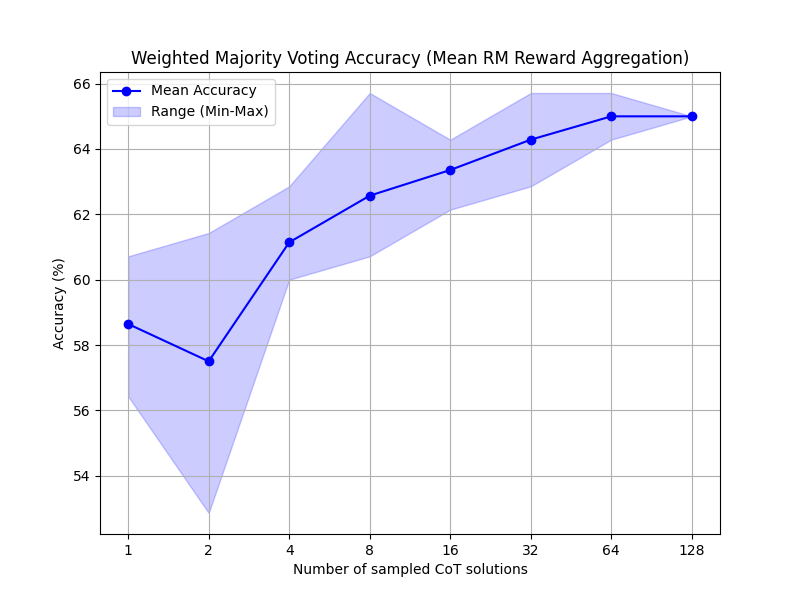 Weighted Majority Voting Accuracy (Mean RM Reward Aggregation)
Mean Accuracy
Range (Min-Max)
66
64
62
60
58
56
54
Accuracy (%)
1 2 4 8 16 32 64 128
Number of sampled CoT solutions